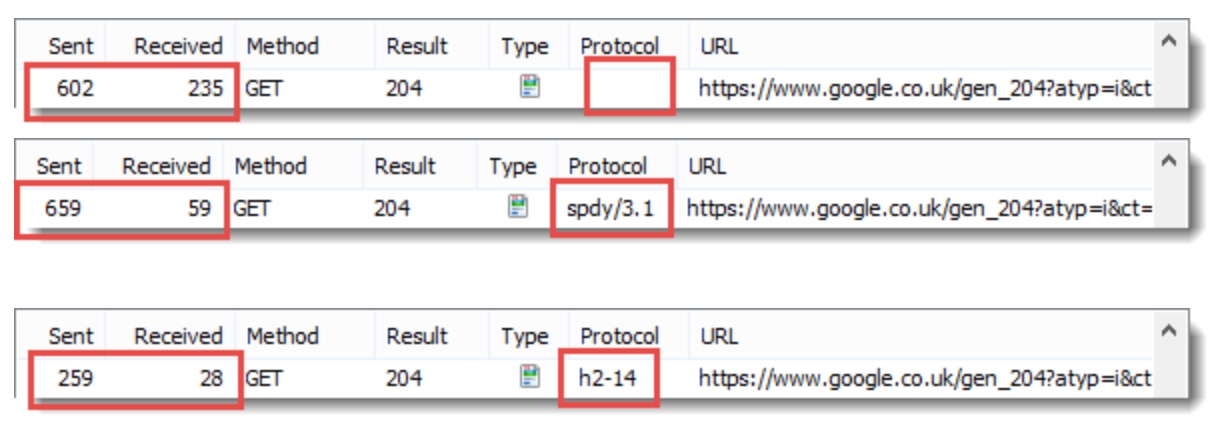 Sent Received Method Result Type Protocol URL
602 235 GET 204 https://www.google.co.uk/gen_204?atyp=i&ct
Sent Received Method Result Type Protocol URL
659 59 GET 204 spdy/3.1 https://www.google.co.uk/gen_204?atyp=i&ct=
Sent Received Method Result Type Protocol URL
259 28 GET 204 h2-14 https://www.google.co.uk/gen_204?atyp=i&ct